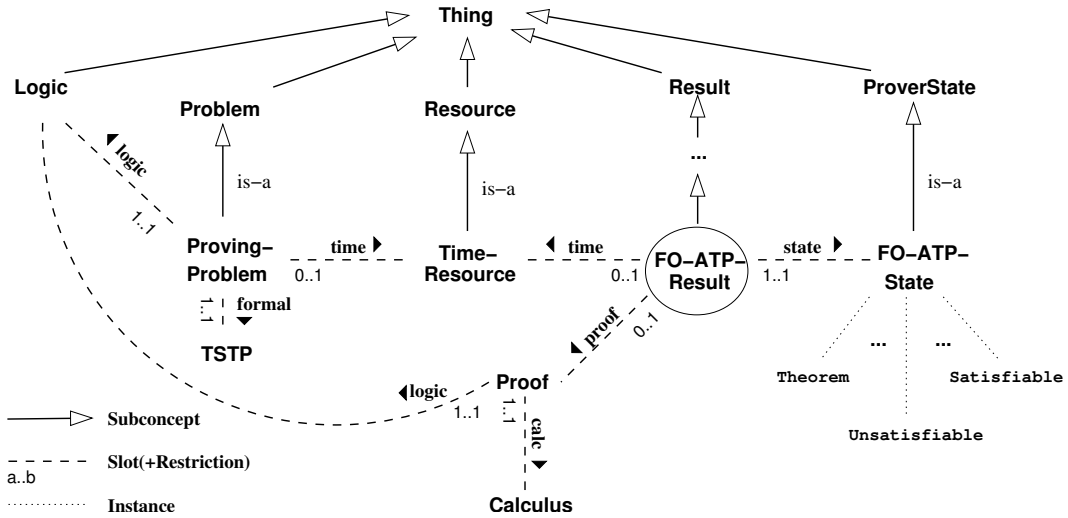 Thing
Logic
Problem
Resource
Result
ProverState
...
logic
1..1
is-a
is-a
is-a
Proving-
Problem
time
0..1
Time-
Resource
time
0..1
FO-ATP-
Result
state
1..1
FO-ATP-
State
1..1
formal
TSTP
proof
0..1
...
...
Theorem
Satisfiable
Unsatisfiable
Proof
logic
1..1
1..1
calc
Calculus
Subconcept
Slot(+Restriction)
a..b
Instance